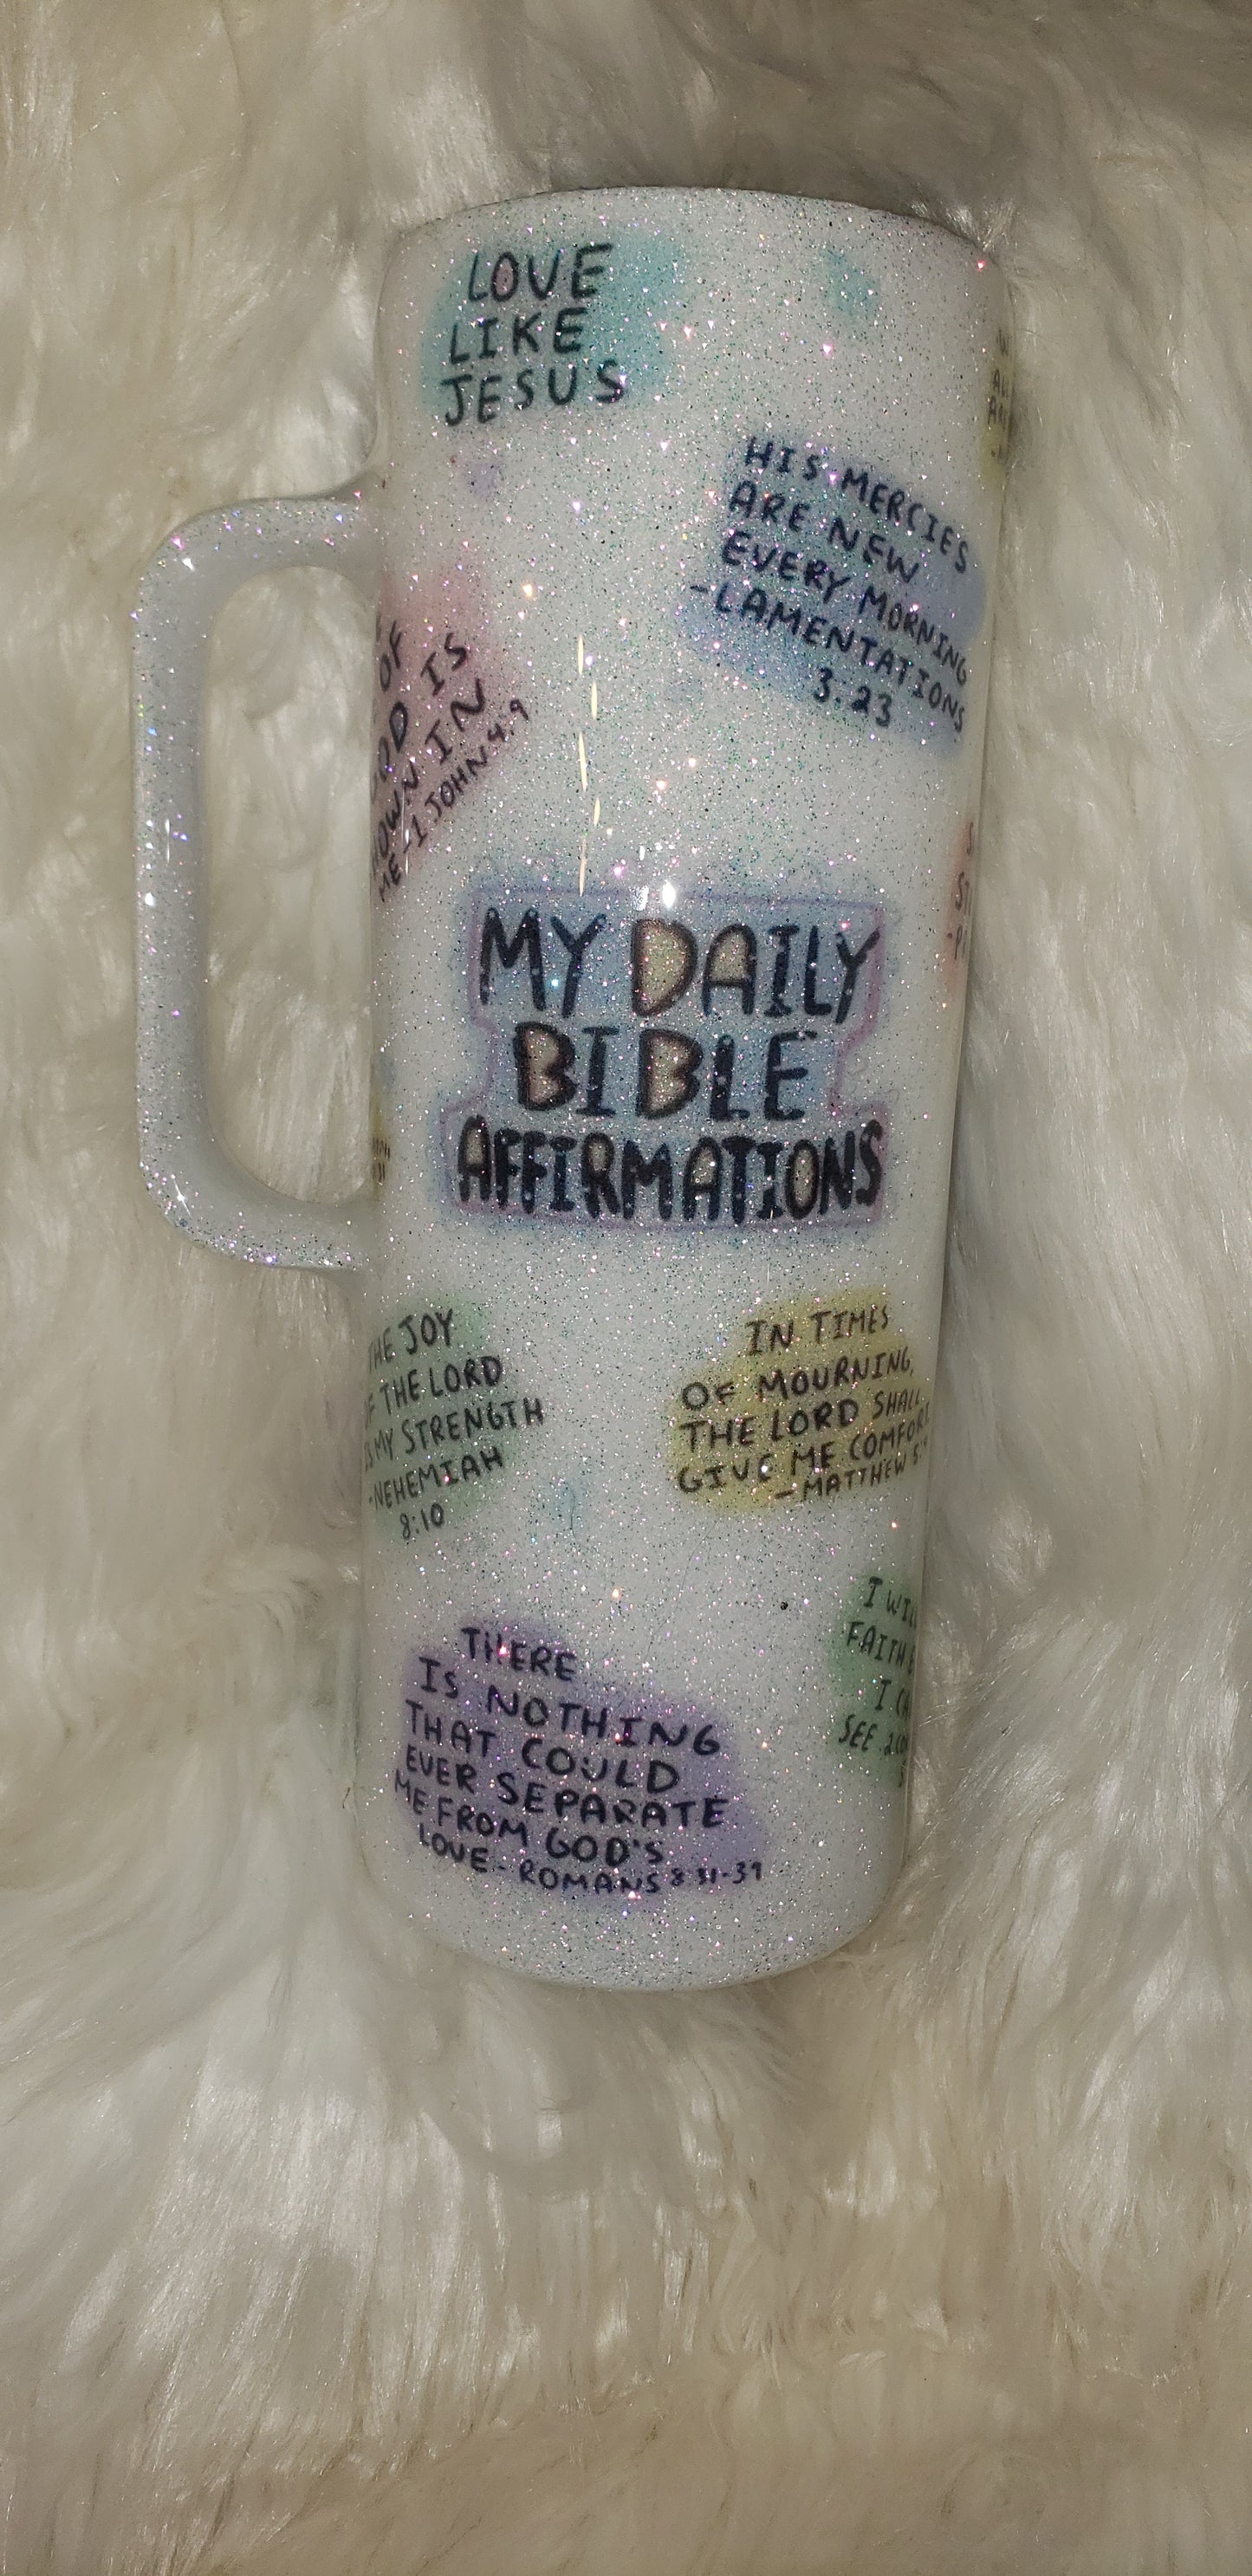 LOVE
LIKE
JESUS
HIS MERCIES
ARE NEW
EVERY MORNING
-LAMENTATIONS
3.23
OF
IS
IN
ME-1 JOHN 4:9
MY DAILY
BIBLE
AFFIRMATIONS
THE JOY
OF THE LORD
IS MY STRENGTH
-NEHEMIAH
8:10
IN TIMES
OF MOURNING,
THE LORD SHALL
GIVE ME COMFORT
-MATTHEW
I
FAITH
I
SEE
THERE
IS NOTHING
THAT COULD
EVER SEPARATE
ME FROM GOD'S
LOVE - ROMANS 8:31-39